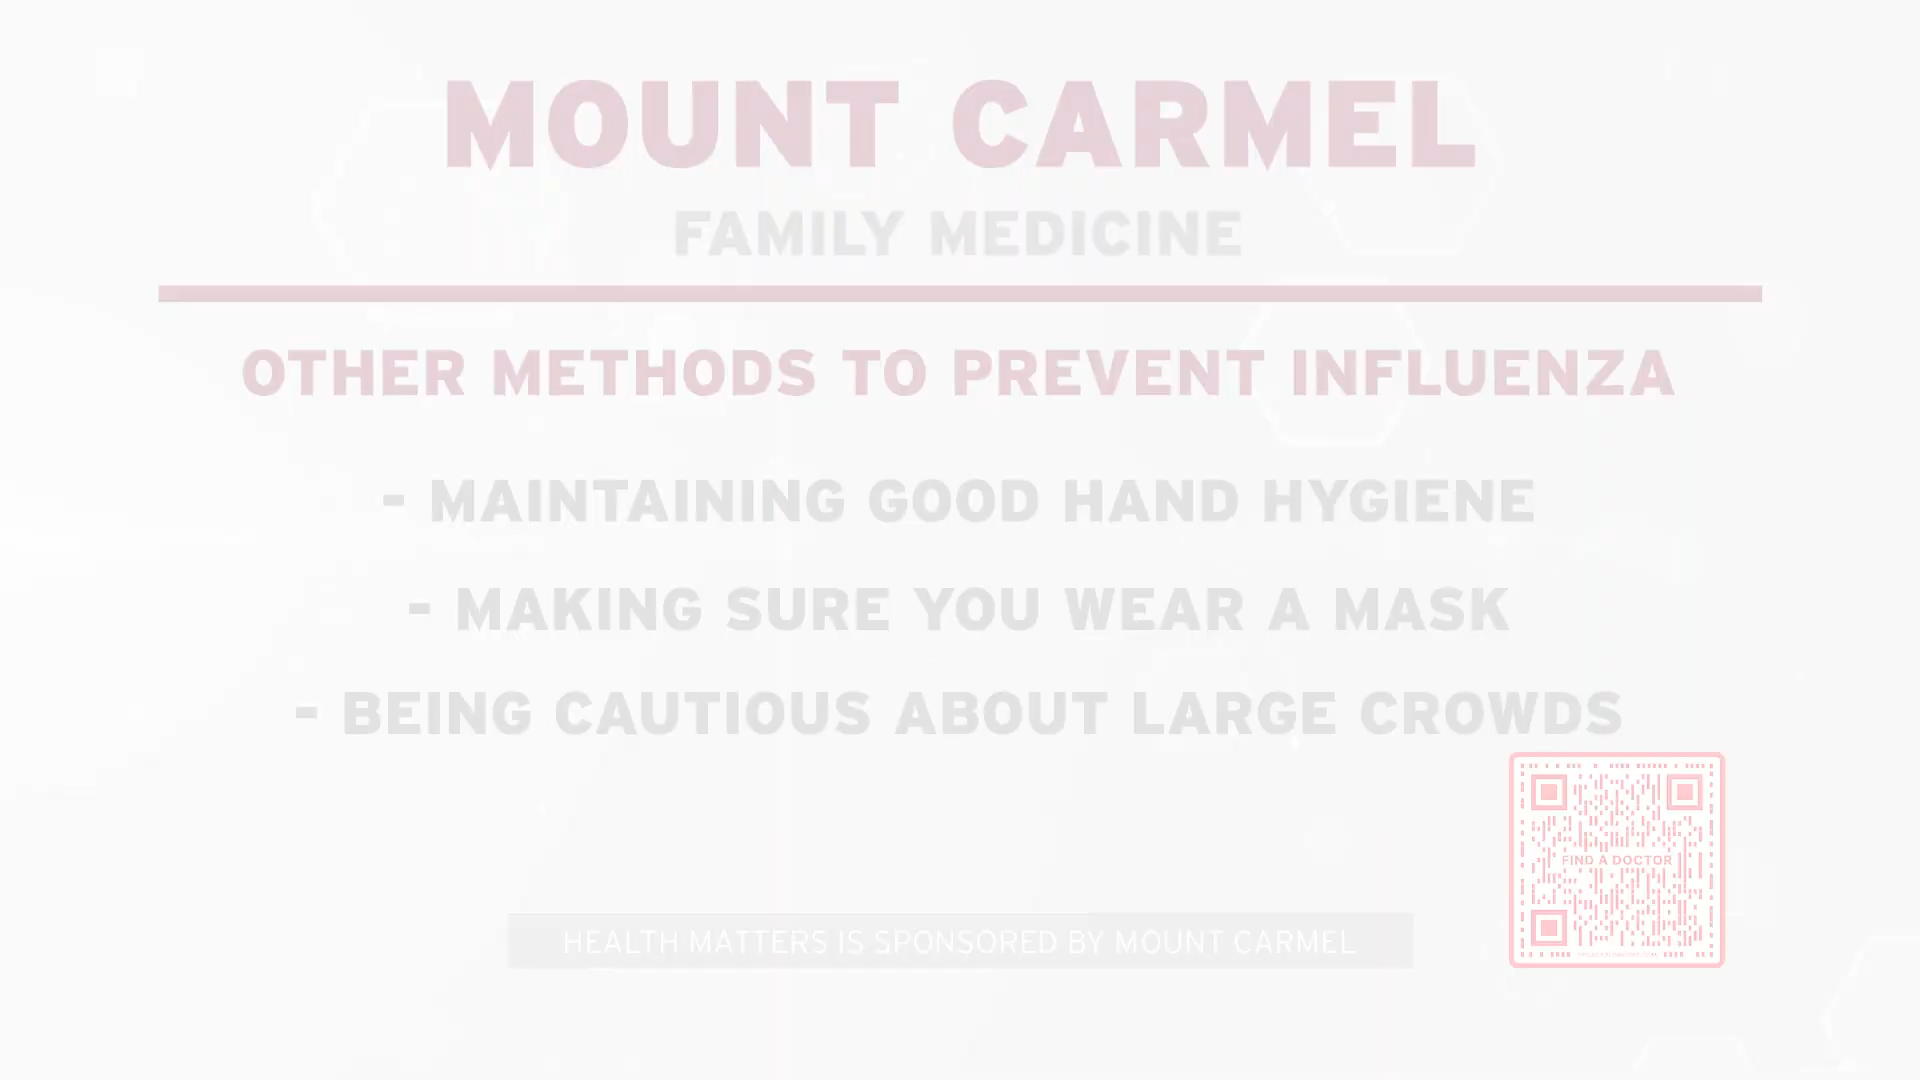 MOUNT CARMEL
FAMILY MEDICINE
OTHER METHODS TO PREVENT INFLUENZA
- MAINTAINING GOOD HAND HYGIENE
- MAKING SURE YOU WEAR A MASK
- BEING CAUTIOUS ABOUT LARGE CROWDS
FIND A DOCTOR
HEALTH MATTERS IS SPONSORED BY MOUNT CARMEL